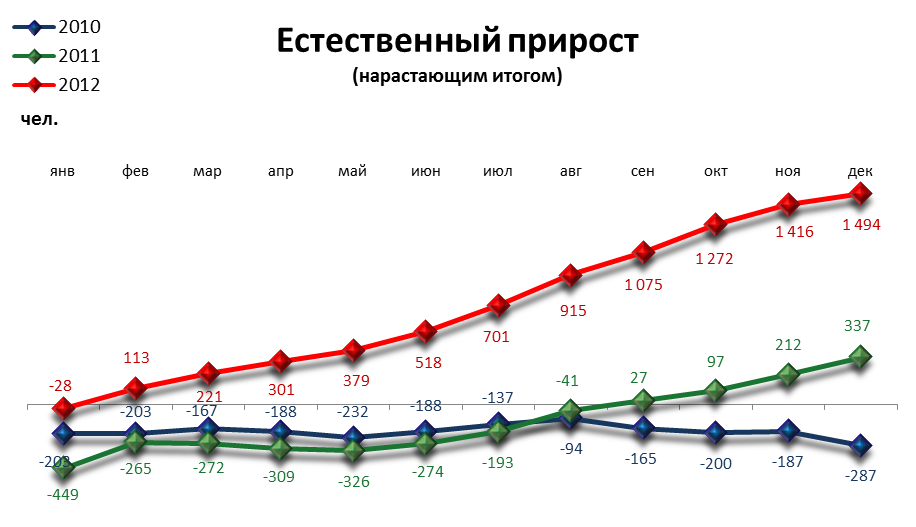 2010
2011
2012
Естественный прирост
(нарастающим итогом)
чел.
янв фев мар апр май июн июл авг сен окт ноя дек
-28 113 221 301 379 518 701 915 1 075 1 272 1 416 1 494
-203 -203 -167 -188 -232 -188 -137 -94 -165 -200 -187 -287
-449 -265 -272 -309 -326 -274 -193 -41 27 97 212 337